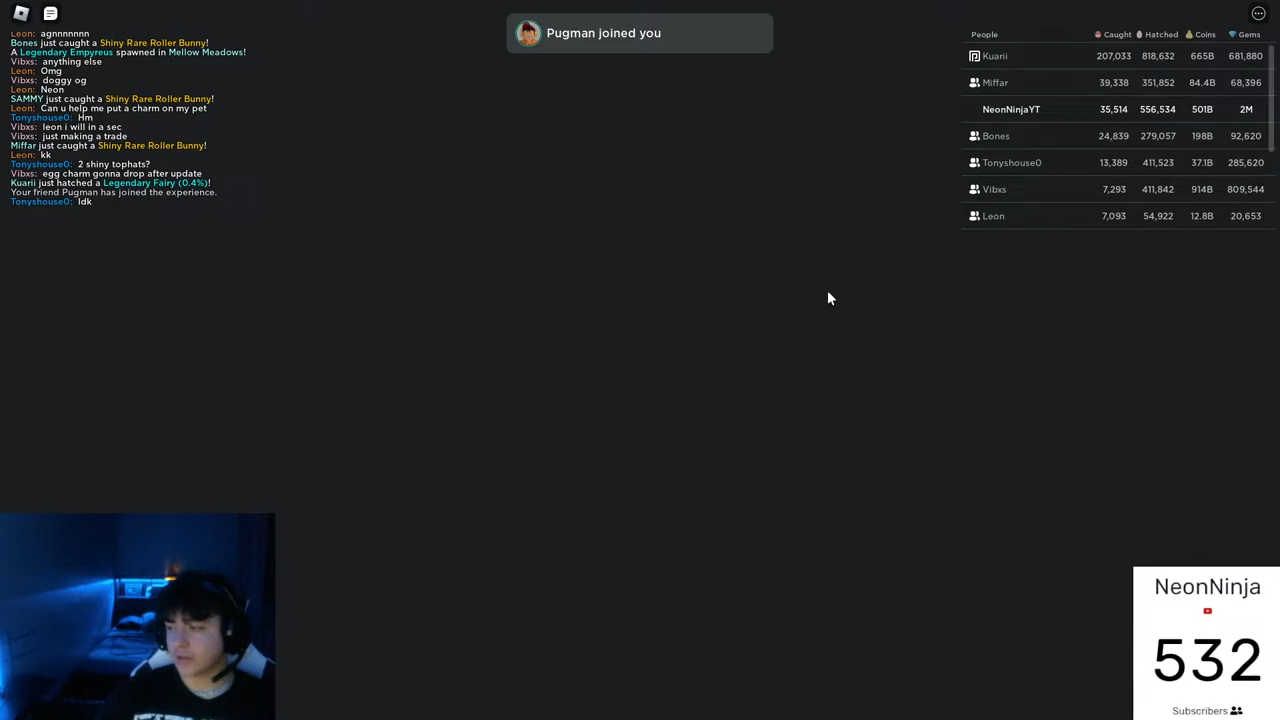 Leon: agnnnnnnn
Bones just caught a Shiny Rare Roller Bunny!
A Legendary Empyreus spawned in Mellow Meadows!
Vibxs: anything else
Leon: Omg
Vibxs: doggy og
Leon: Neon
SAMMY just caught a Shiny Rare Roller Bunny!
Leon: Can u help me put a charm on my pet
Tonyshouse0: Hm
Vibxs: leon i will in a sec
Vibxs: just making a trade
Miffar just caught a Shiny Rare Roller Bunny!
Leon: kk
Tonyshouse0: 2 shiny tophats?
Vibxs: egg charm gonna drop after update
Kuarii just hatched a Legendary Fairy (0.4%)!
Your friend Pugman has joined the experience.
Tonyshouse0: Idk
Pugman joined you
People Caught Hatched Coins Gems
Kuarii 207,033 818,632 665B 681,880
Miffar 39,338 351,852 84.4B 68,396
NeonNinjaYT 35,514 556,534 501B 2M
Bones 24,839 279,057 198B 92,620
Tonyshouse0 13,389 411,523 37.1B 285,620
Vibxs 7,293 411,842 914B 809,544
Leon 7,093 54,922 12.8B 20,653
NeonNinja
532
Subscribers